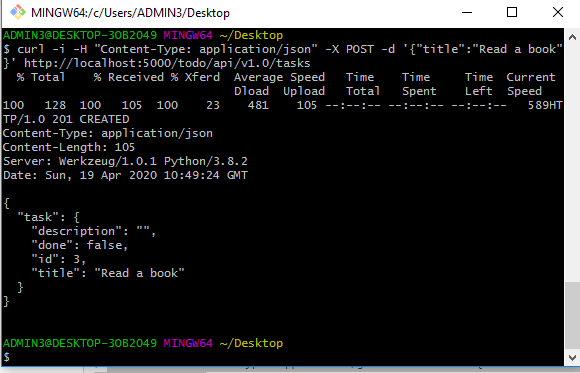 MINGW64:/c/Users/ADMIN3/Desktop
ADMIN3@DESKTOP-3OB2O49 MINGW64 ~/Desktop
$ curl -i -H "Content-Type: application/json" -X POST -d '{"title":"Read a book"
}' http://localhost:5000/todo/api/v1.0/tasks
  % Total    % Received % Xferd  Average Speed   Time    Time     Time  Current
                                 Dload  Upload   Total   Spent    Left  Speed
100   128  100   105  100    23    481    105 --:--:-- --:--:-- --:--:--   589HT
TP/1.0 201 CREATED
Content-Type: application/json
Content-Length: 105
Server: Werkzeug/1.0.1 Python/3.8.2
Date: Sun, 19 Apr 2020 10:49:24 GMT

{
  "task": {
    "description": "",
    "done": false,
    "id": 3,
    "title": "Read a book"
  }
}

ADMIN3@DESKTOP-3OB2O49 MINGW64 ~/Desktop
$